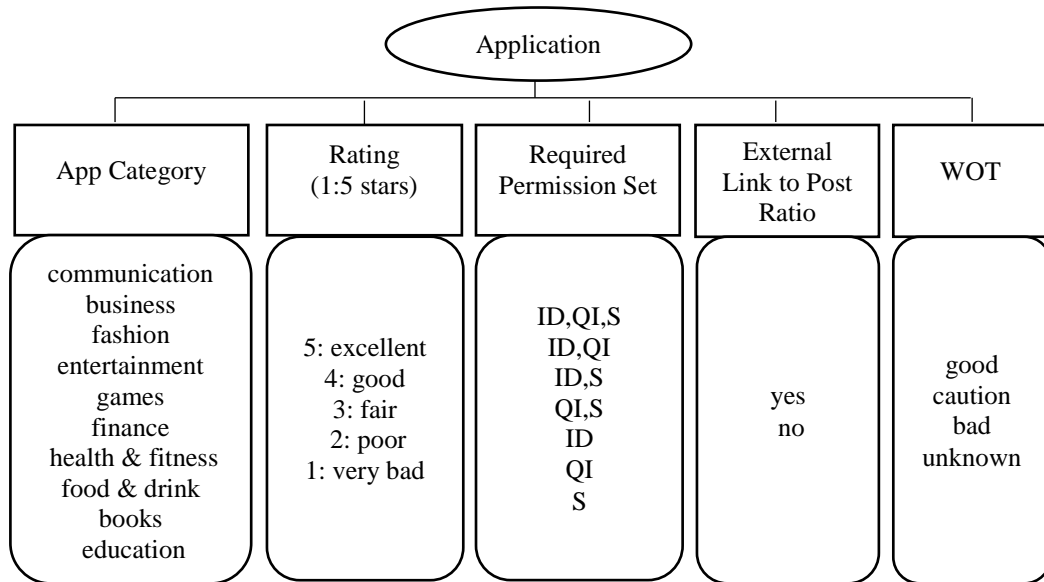 Application
App Category
Rating
(1:5 stars)
Required
Permission Set
External
Link to Post
Ratio
WOT
communication
business
fashion
entertainment
games
finance
health & fitness
food & drink
books
education
5: excellent
4: good
3: fair
2: poor
1: very bad
ID,QI,S
ID,QI
ID,S
QI,S
ID
QI
S
yes
no
good
caution
bad
unknown